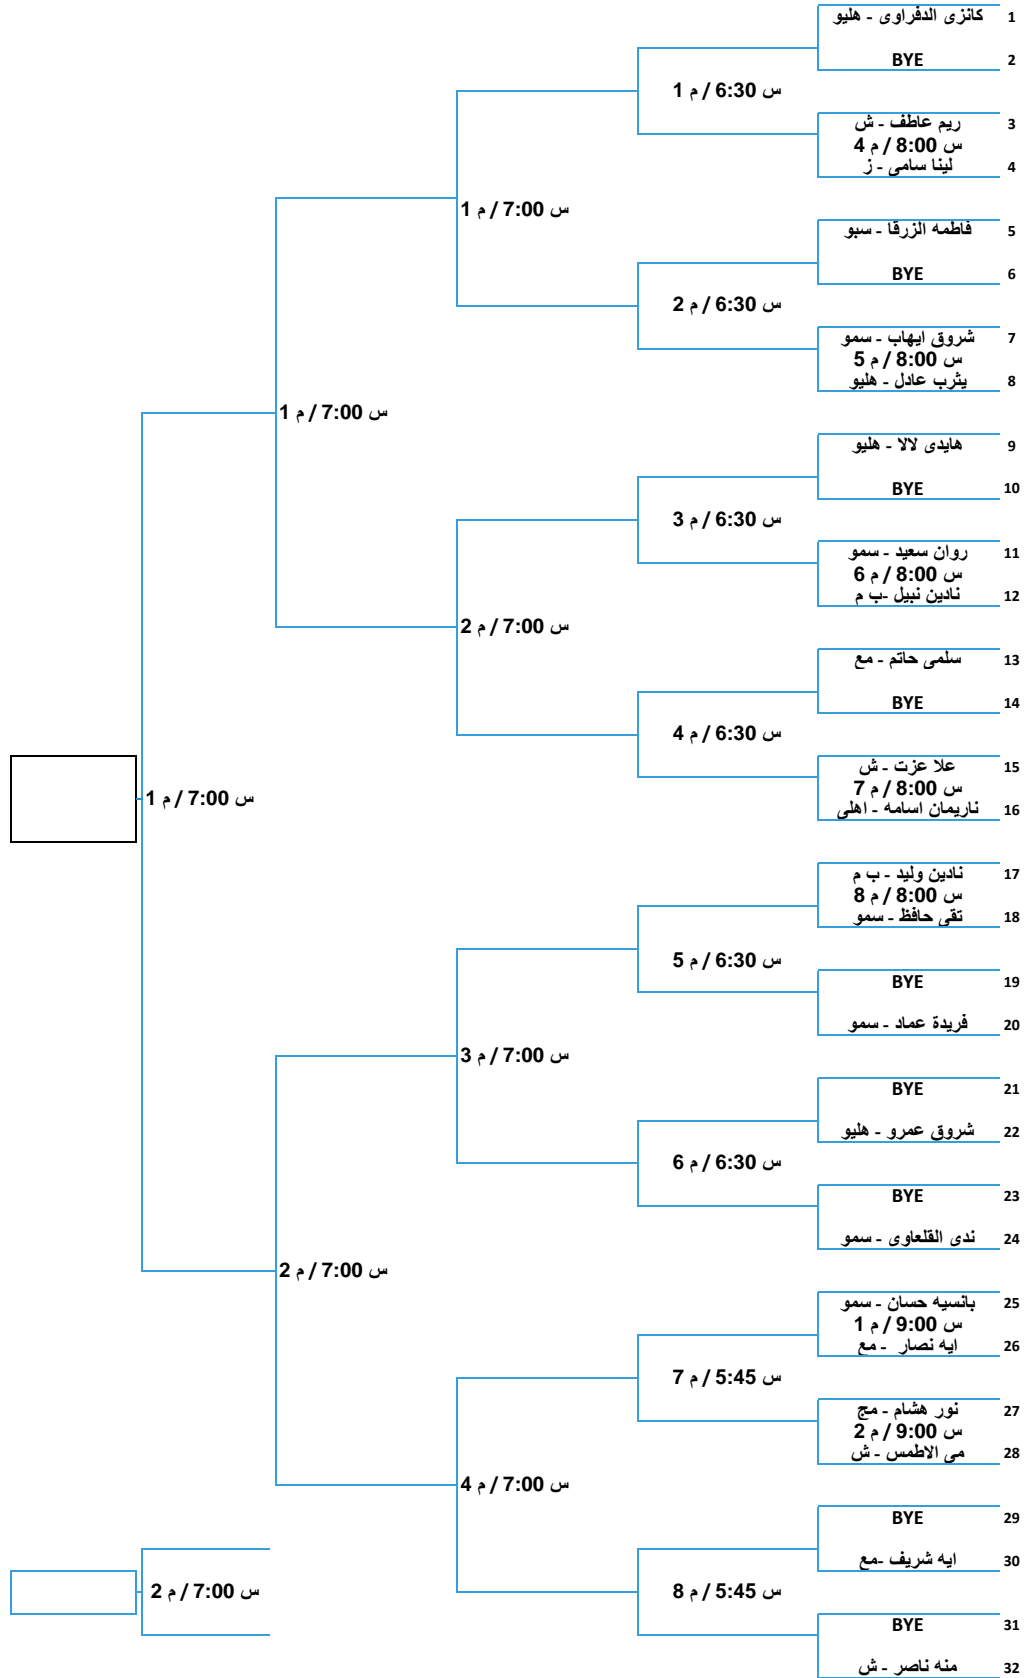 كانزى الدفراوى - هليو 1
BYE 2
س 6:30 / م 1
ريم عاطف - ش 3
س 8:00 / م 4
لينا سامى - ز 4
س 7:00 / م 1
فاطمه الزرقا - سبو 5
BYE 6
س 6:30 / م 2
شروق ايهاب - سمو 7
س 8:00 / م 5
يثرب عادل - هليو 8
س 7:00 / م 1
هايدى لالا - هليو 9
BYE 10
س 6:30 / م 3
روان سعيد - سمو 11
س 8:00 / م 6
نادين نبيل -ب م 12
س 7:00 / م 2
سلمى حاتم - مع 13
BYE 14
س 6:30 / م 4
علا عزت - ش 15
س 8:00 / م 7
ناريمان اسامه - اهلى 16
س 7:00 / م 1
نادين وليد - ب م 17
س 8:00 / م 8
تقى حافظ - سمو 18
س 6:30 / م 5
BYE 19
فريدة عماد - سمو 20
س 7:00 / م 3
BYE 21
شروق عمرو - هليو 22
س 6:30 / م 6
BYE 23
ندى القلعاوى - سمو 24
س 7:00 / م 2
بانسيه حسان - سمو 25
س 9:00 / م 1
ايه نصار - مع 26
س 5:45 / م 7
نور هشام - مج 27
س 9:00 / م 2
مى الاطمس - ش 28
س 7:00 / م 4
BYE 29
ايه شريف -مع 30
س 5:45 / م 8
س 7:00 / م 2
BYE 31
منه ناصر - ش 32